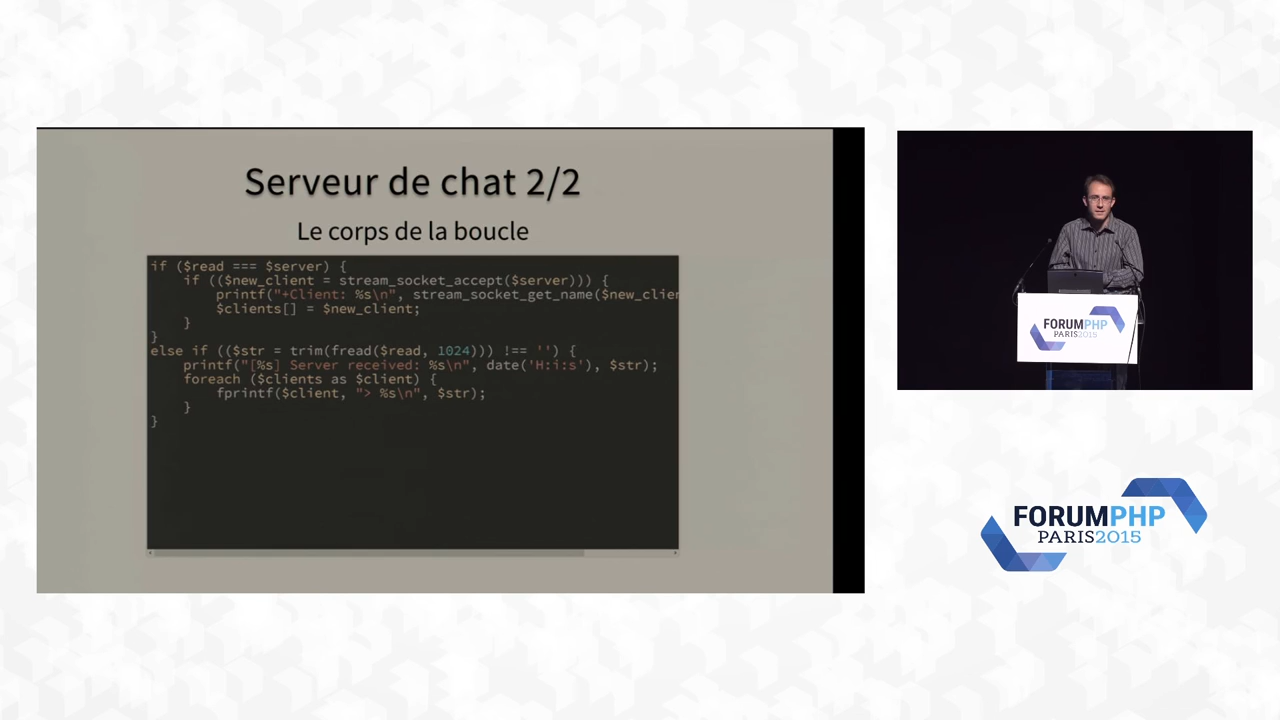 Serveur de chat 2/2
Le corps de la boucle
if ($read === $server) {
    if (($new_client = stream_socket_accept($server))) {
        printf("+Client: %s\n", stream_socket_get_name($new_clien
        $clients[] = $new_client;
    }
}
else if (($str = trim(fread($read, 1024))) !== '') {
    printf("[%s] Server received: %s\n", date('H:i:s'), $str);
    foreach ($clients as $client) {
        fprintf($client, "> %s\n", $str);
    }
}
FORUMPHP
PARIS2015
FORUMPHP
PARIS2015